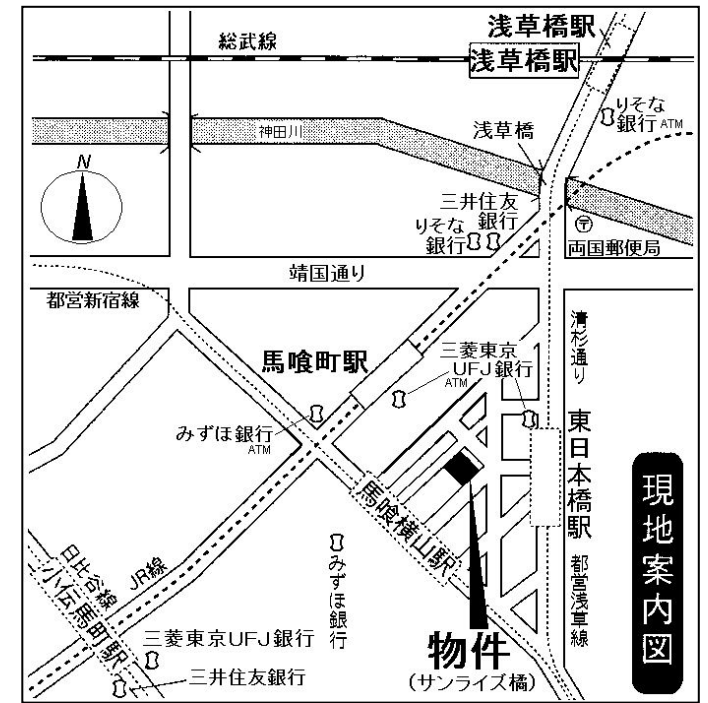 浅草橋駅
浅草橋駅
総武線
りそな
銀行 ATM
神田川
浅草橋
N
三井住友
銀行
りそな
銀行
〒
両国郵便局
靖国通り
都営新宿線
清杉通り
馬喰町駅
三菱東京
UFJ銀行
ATM
みずほ銀行
ATM
東日本橋駅
馬喰横山駅
現地案内図
みずほ銀行
日比谷線
小伝馬町駅
JR線
都営浅草線
三菱東京UFJ銀行
三井住友銀行
物件
(サンライズ橘)